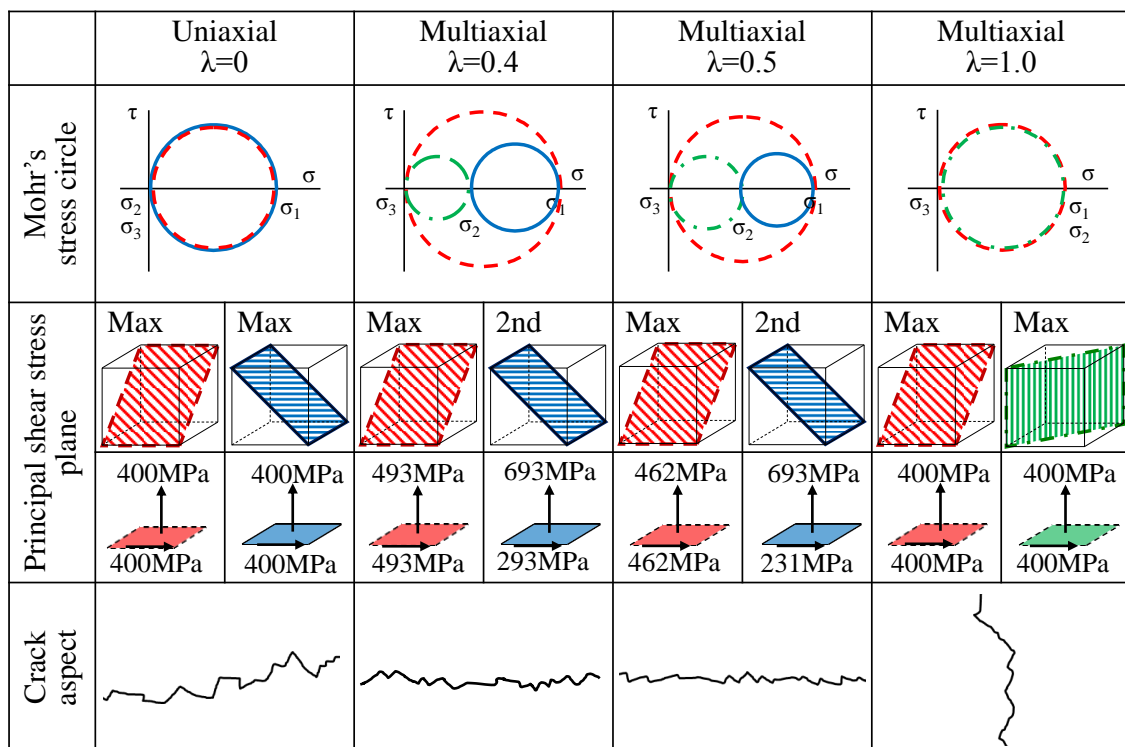 Uniaxial
λ=0
Multiaxial
λ=0.4
Multiaxial
λ=0.5
Multiaxial
λ=1.0
Mohr's
stress circle
τ
σ
σ2
σ3
σ1
τ
σ
σ3
σ2
σ1
τ
σ
σ3
σ2
σ1
τ
σ
σ3
σ1
σ2
Principal shear stress
plane
Max
Max
Max
2nd
Max
2nd
Max
Max
400MPa
400MPa
493MPa
693MPa
462MPa
693MPa
400MPa
400MPa
400MPa
400MPa
493MPa
293MPa
462MPa
231MPa
400MPa
400MPa
Crack
aspect